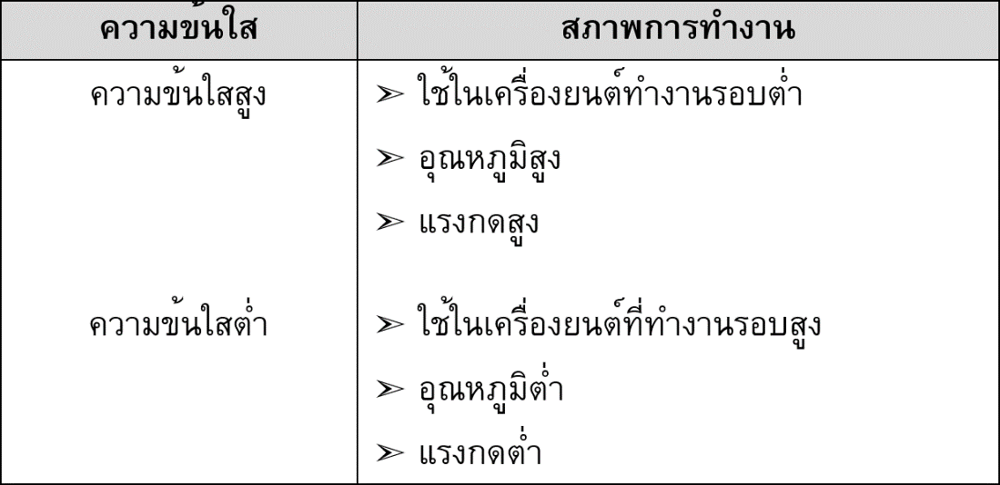 ความข้นใส สภาพการทำงาน
ความข้นใสสูง ➢ ใช้ในเครื่องยนต์ทำงานรอบต่ำ
➢ อุณหภูมิสูง
➢ แรงกดสูง
ความข้นใสต่ำ ➢ ใช้ในเครื่องยนต์ที่ทำงานรอบสูง
➢ อุณหภูมิต่ำ
➢ แรงกดต่ำ